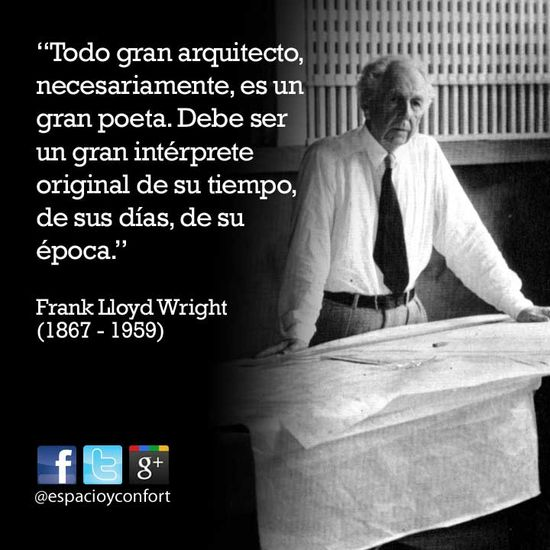 “Todo gran arquitecto,
necesariamente, es un
gran poeta. Debe ser
un gran intérprete
original de su tiempo,
de sus días, de su
época.”
Frank Lloyd Wright
(1867 - 1959)
f t g+
@espacioyconfort